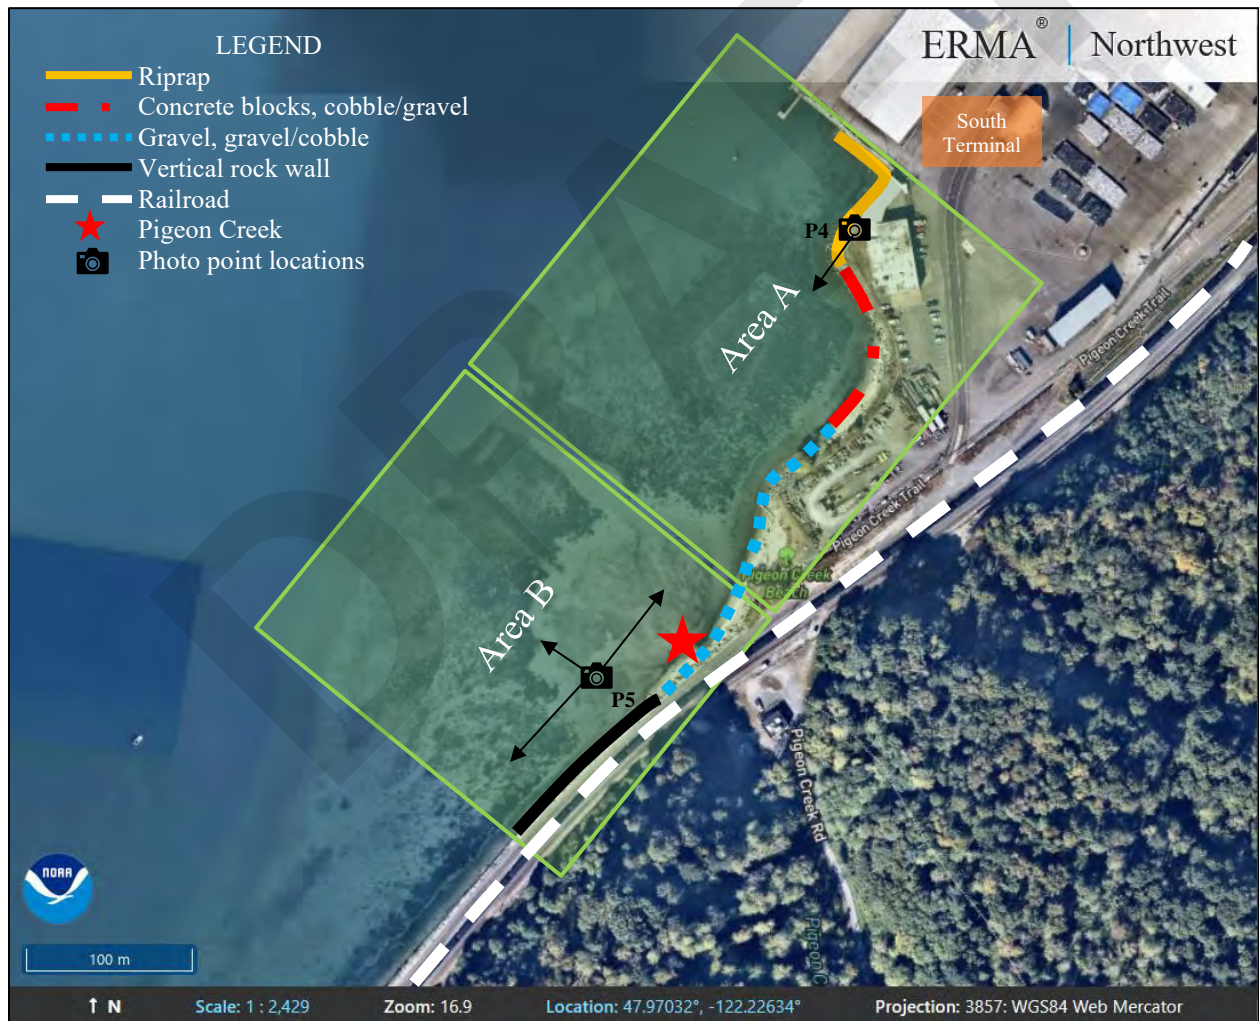 LEGEND
Riprap
Concrete blocks, cobble/gravel
Gravel, gravel/cobble
Vertical rock wall
Railroad
Pigeon Creek
Photo point locations
ERMA® | Northwest
South
Terminal
P4
Area A
Pigeon Creek Trail
Pigeon Creek Trail
Pigeon Creek
Beach
Area B
P5
Pigeon Creek Rd
Pigeon C
NOAA
100 m
↑ N Scale: 1 : 2,429 Zoom: 16.9 Location: 47.97032°, -122.22634° Projection: 3857: WGS84 Web Mercator
DRAFT